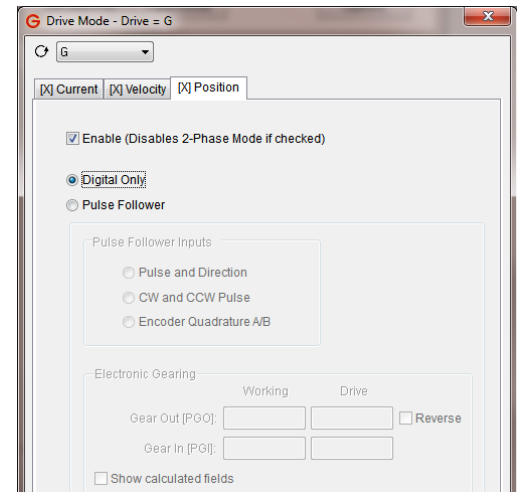 G Drive Mode - Drive = G
x
G
[X] Current [X] Velocity [X] Position
Enable (Disables 2-Phase Mode if checked)
Digital Only
Pulse Follower
Pulse Follower Inputs
Pulse and Direction
CW and CCW Pulse
Encoder Quadrature A/B
Electronic Gearing
Working Drive
Gear Out [PGO]: Reverse
Gear In [PGI]:
Show calculated fields